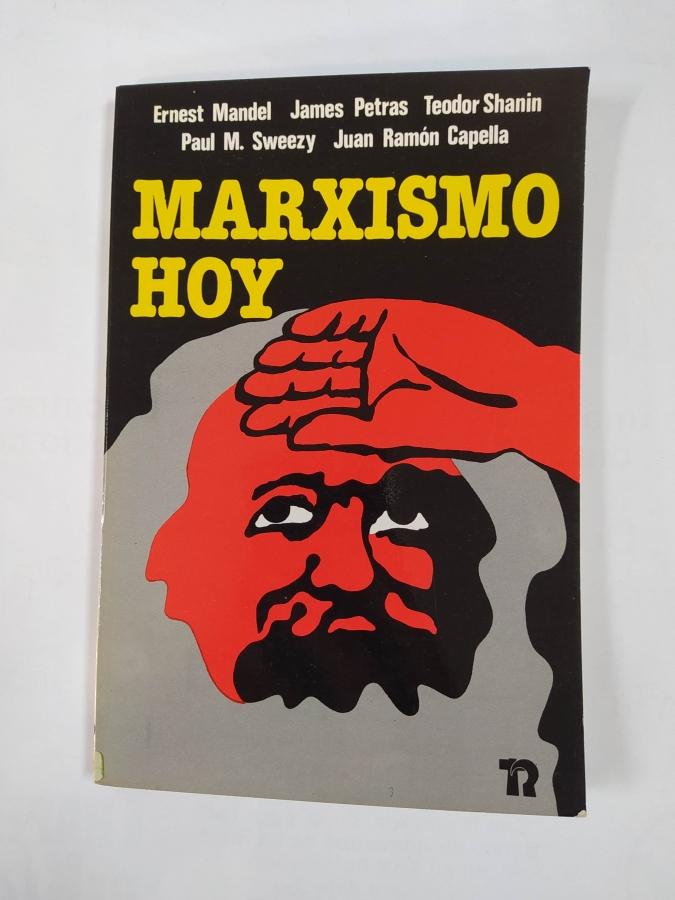 Ernest Mandel James Petras Teodor Shanin
Paul M. Sweezy Juan Ramón Capella
MARXISMO
HOY